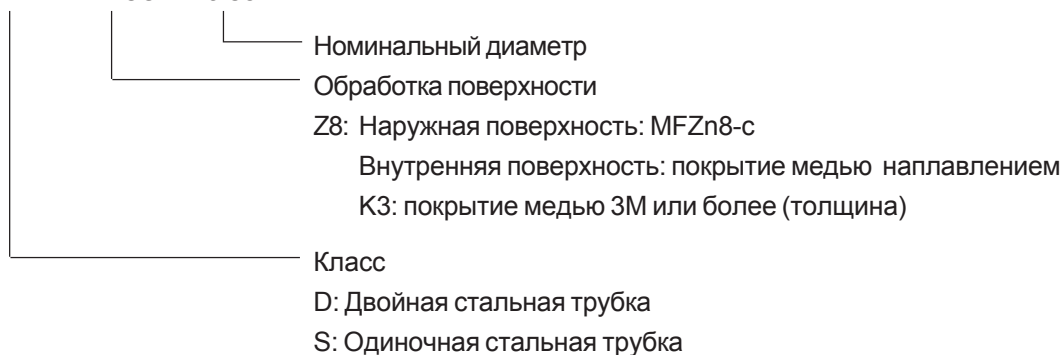 Номинальный диаметр
Обработка поверхности
Z8: Наружная поверхность: MFZn8-c
Внутренняя поверхность: покрытие медью наплавлением
K3: покрытие медью 3М или более (толщина)
Класс
D: Двойная стальная трубка
S: Одиночная стальная трубка